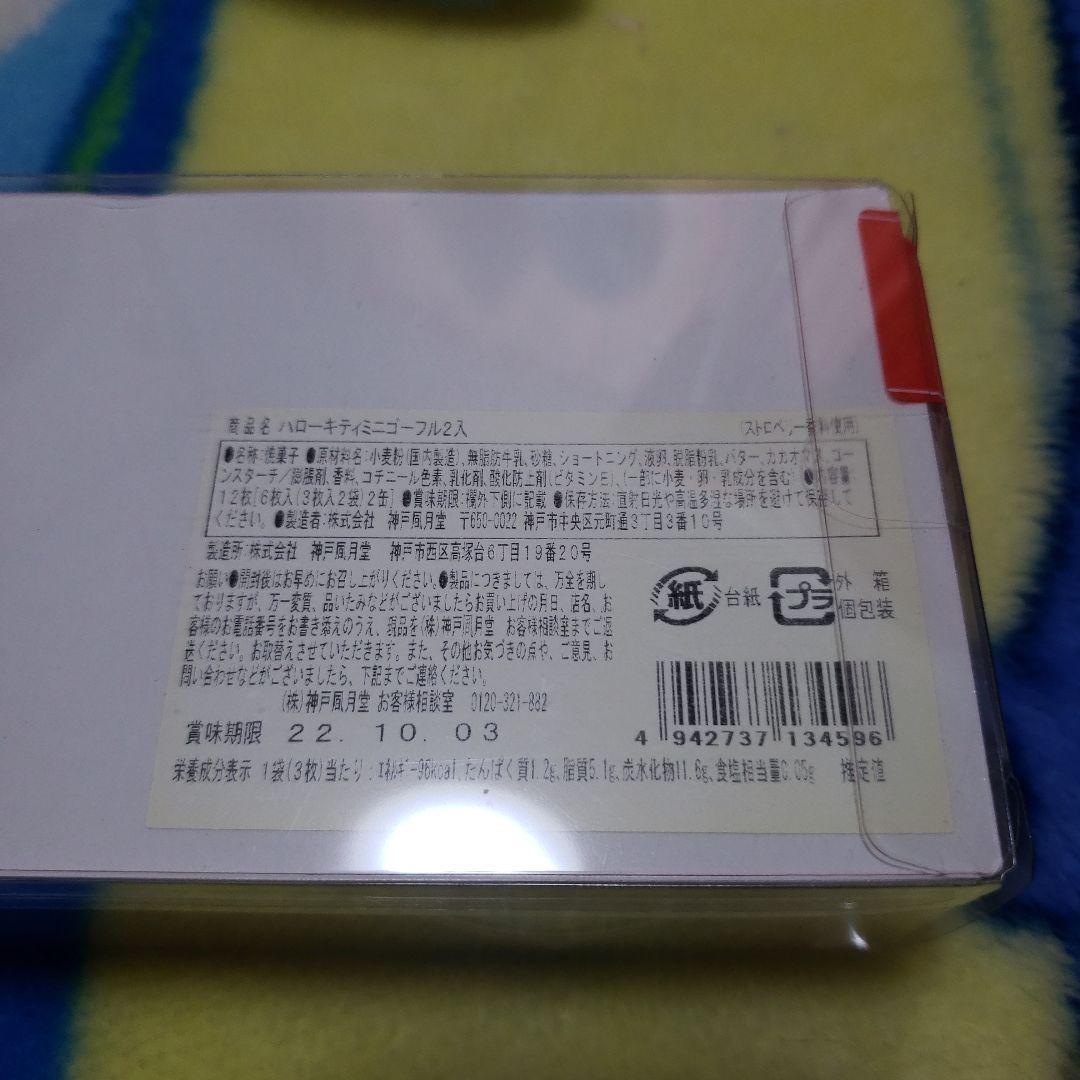 商品名 ハローキティミニゴーフル2入 (ストロベリー香料使用)
●名称:焼菓子 ●原材料名:小麦粉(国内製造)、無脂肪牛乳、砂糖、ショートニング、液卵、脱脂粉乳、バター、カカオマス、コー
ンスターチ/膨脹剤、香料、コチニール色素、乳化剤、酸化防止剤(ビタミンE)、(一部に小麦・卵・乳成分を含む) ●内容量:
12枚[6枚入(3枚入2袋)2缶] ●賞味期限:欄外下側に記載 ●保存方法:直射日光や高温多湿な場所を避けて保存して
ください。●製造者:株式会社 神戸風月堂 〒650-0022 神戸市中央区元町通3丁目3番10号
製造所:株式会社 神戸風月堂 神戸市西区高塚台6丁目19番20号
お願い●開封後はお早めにお召し上がりください。●製品につきましては、万全を期し
ておりますが、万一変質、品いたみなどがございましたらお買い上げの月日、店名、お
客様のお電話番号をお書き添えのうえ、現品を(株)神戸風月堂 お客様相談室までご返
送ください。お取替えさせていただきます。また、その他お気づきの点や、ご意見、お
問い合わせなどがございましたら、下記までご連絡ください。
(株)神戸風月堂 お客様相談室 0120-321-882
紙 台紙 プラ 外箱
個包装
賞味期限 22.10.03
4 942737 134596
栄養成分表示 1袋(3枚)当たり:エネルギー96kcal、たんぱく質1.2g、脂質5.1g、炭水化物11.6g、食塩相当量0.05g 推定値